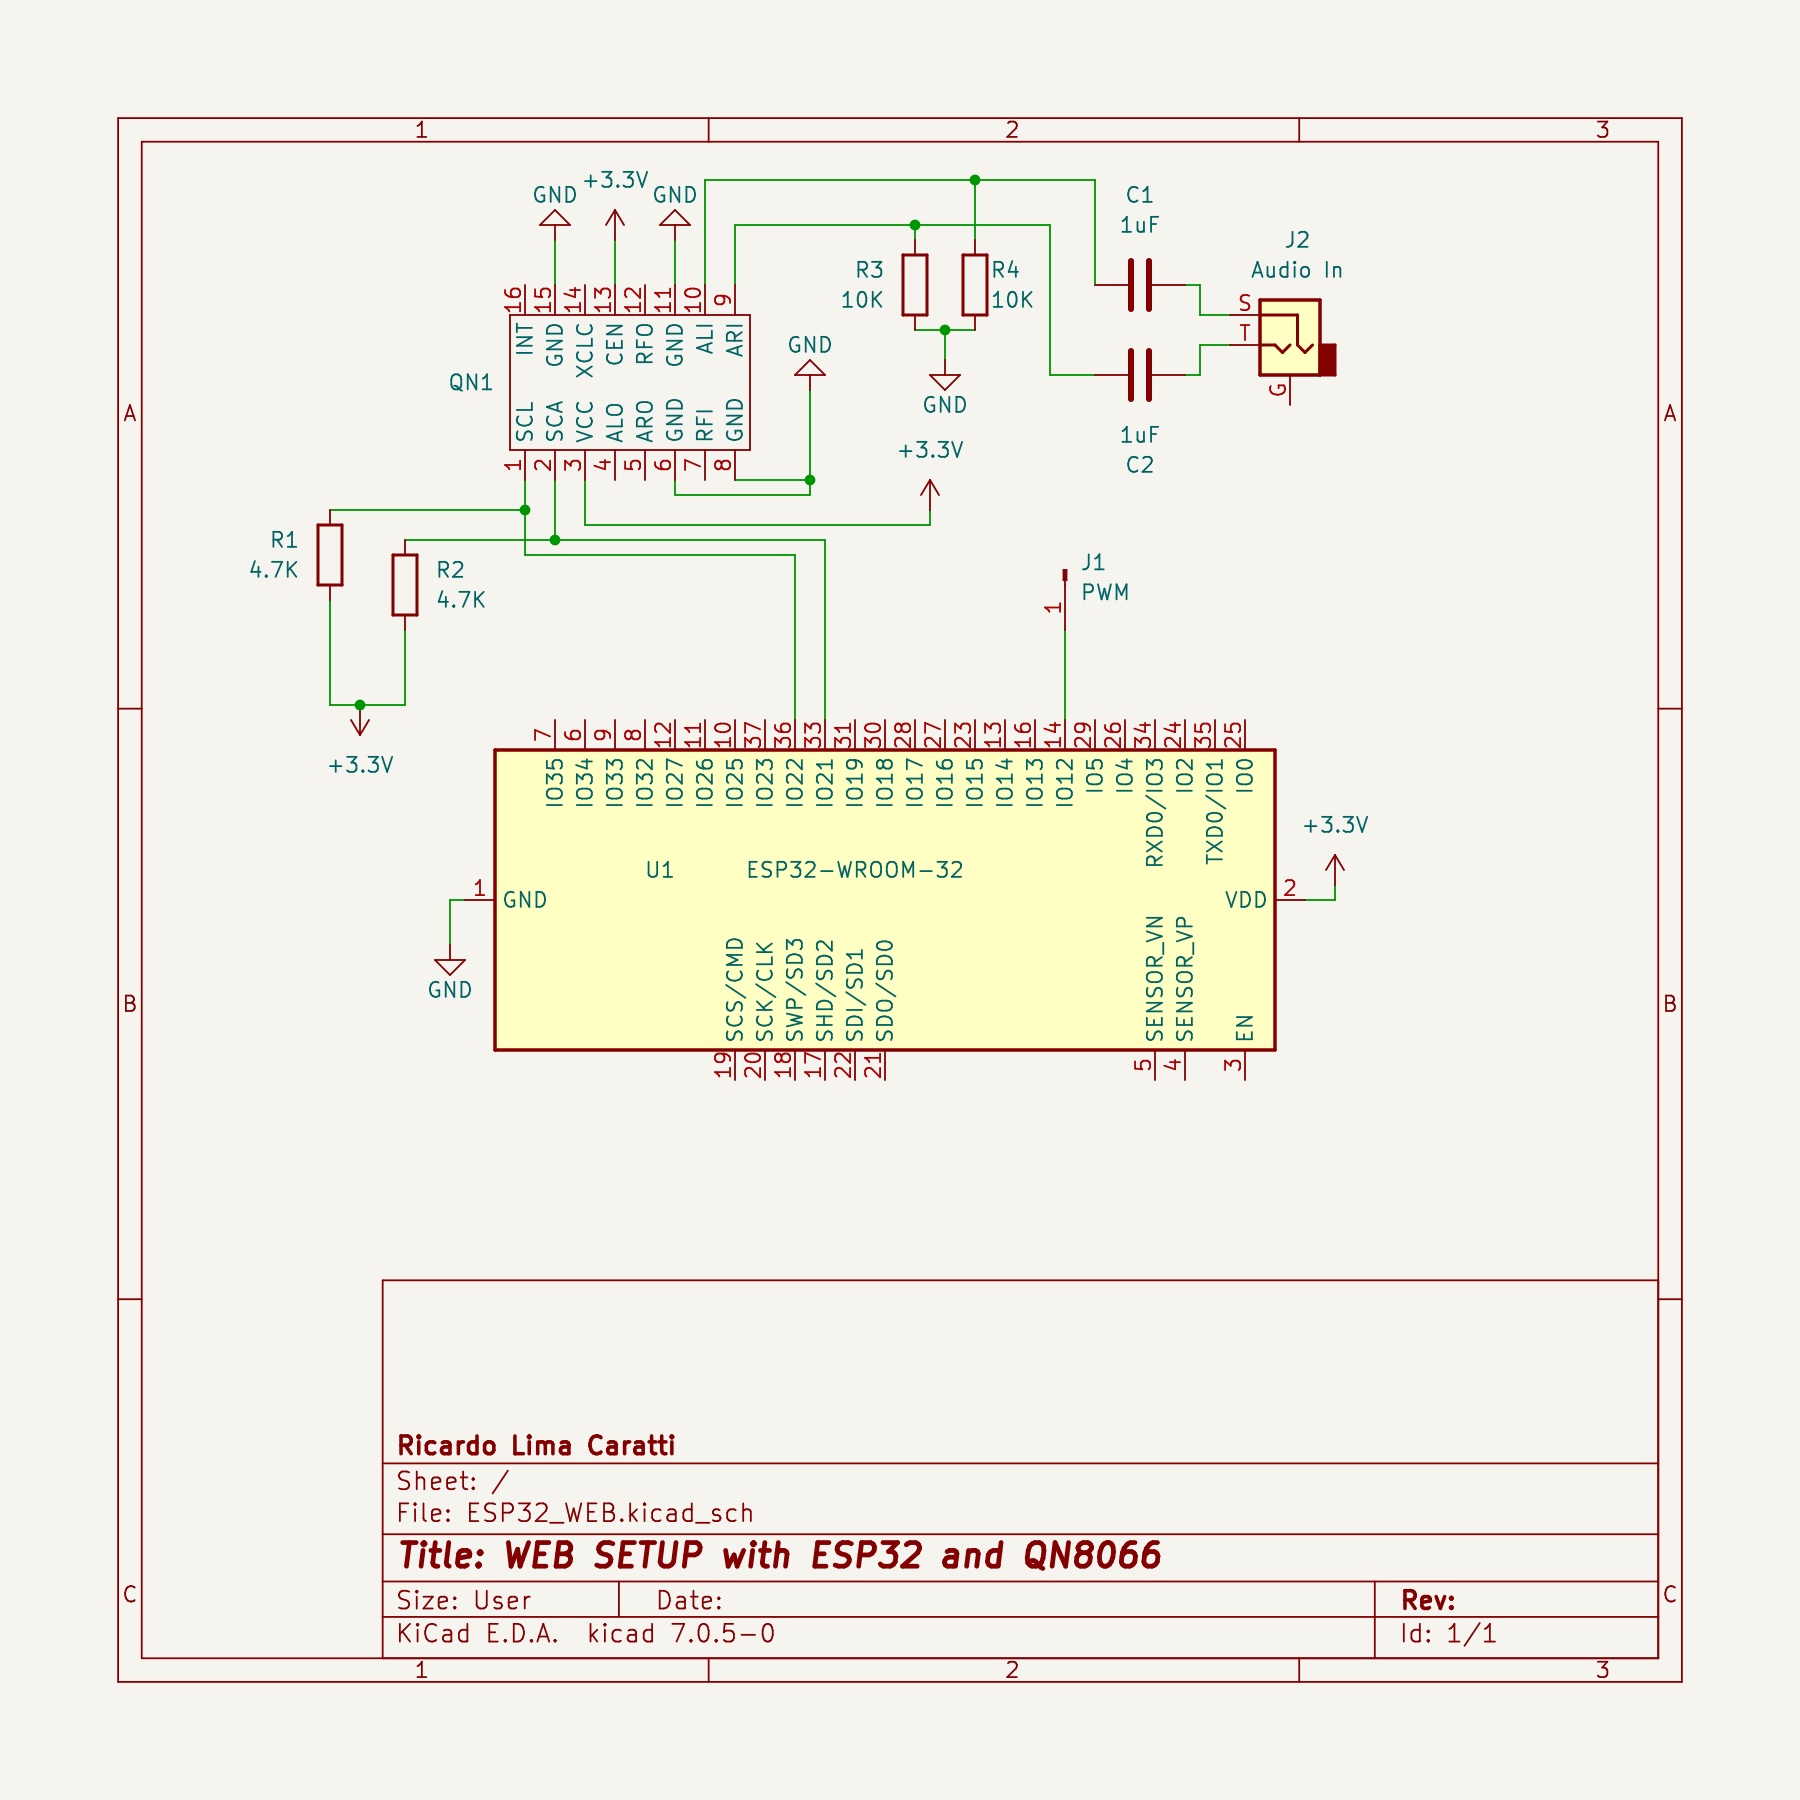 1 2 3
GND +3.3V GND
C1
1uF
J2
Audio In
R3
10K
R4
10K
S
T
G
16 15 14 13 12 11 10 9
INT GND XCLC CEN RFO GND ALI ARI
QN1
SCL SCA VCC ALO ARO GND RFI GND
1 2 3 4 5 6 7 8
GND
GND
1uF
C2
A A
+3.3V
R1
4.7K
R2
4.7K
J1
PWM
1
+3.3V
7 6 9 8 12 11 10 37 36 33 31 30 28 27 23 13 16 14 29 26 34 24 35 25
IO35 IO34 IO33 IO32 IO27 IO26 IO25 IO23 IO22 IO21 IO19 IO18 IO17 IO16 IO15 IO14 IO13 IO12 IO5 IO4 RXD0/IO3 IO2 TXD0/IO1 IO0
+3.3V
U1 ESP32-WROOM-32
1 GND
VDD 2
GND
SCS/CMD SCK/CLK SWP/SD3 SHD/SD2 SDI/SD1 SDO/SD0 SENSOR_VN SENSOR_VP EN
19 20 18 17 22 21 5 4 3
B B
Ricardo Lima Caratti
Sheet: /
File: ESP32_WEB.kicad_sch
Title: WEB SETUP with ESP32 and QN8066
Size: User Date: Rev:
KiCad E.D.A. kicad 7.0.5-0 Id: 1/1
C C
1 2 3